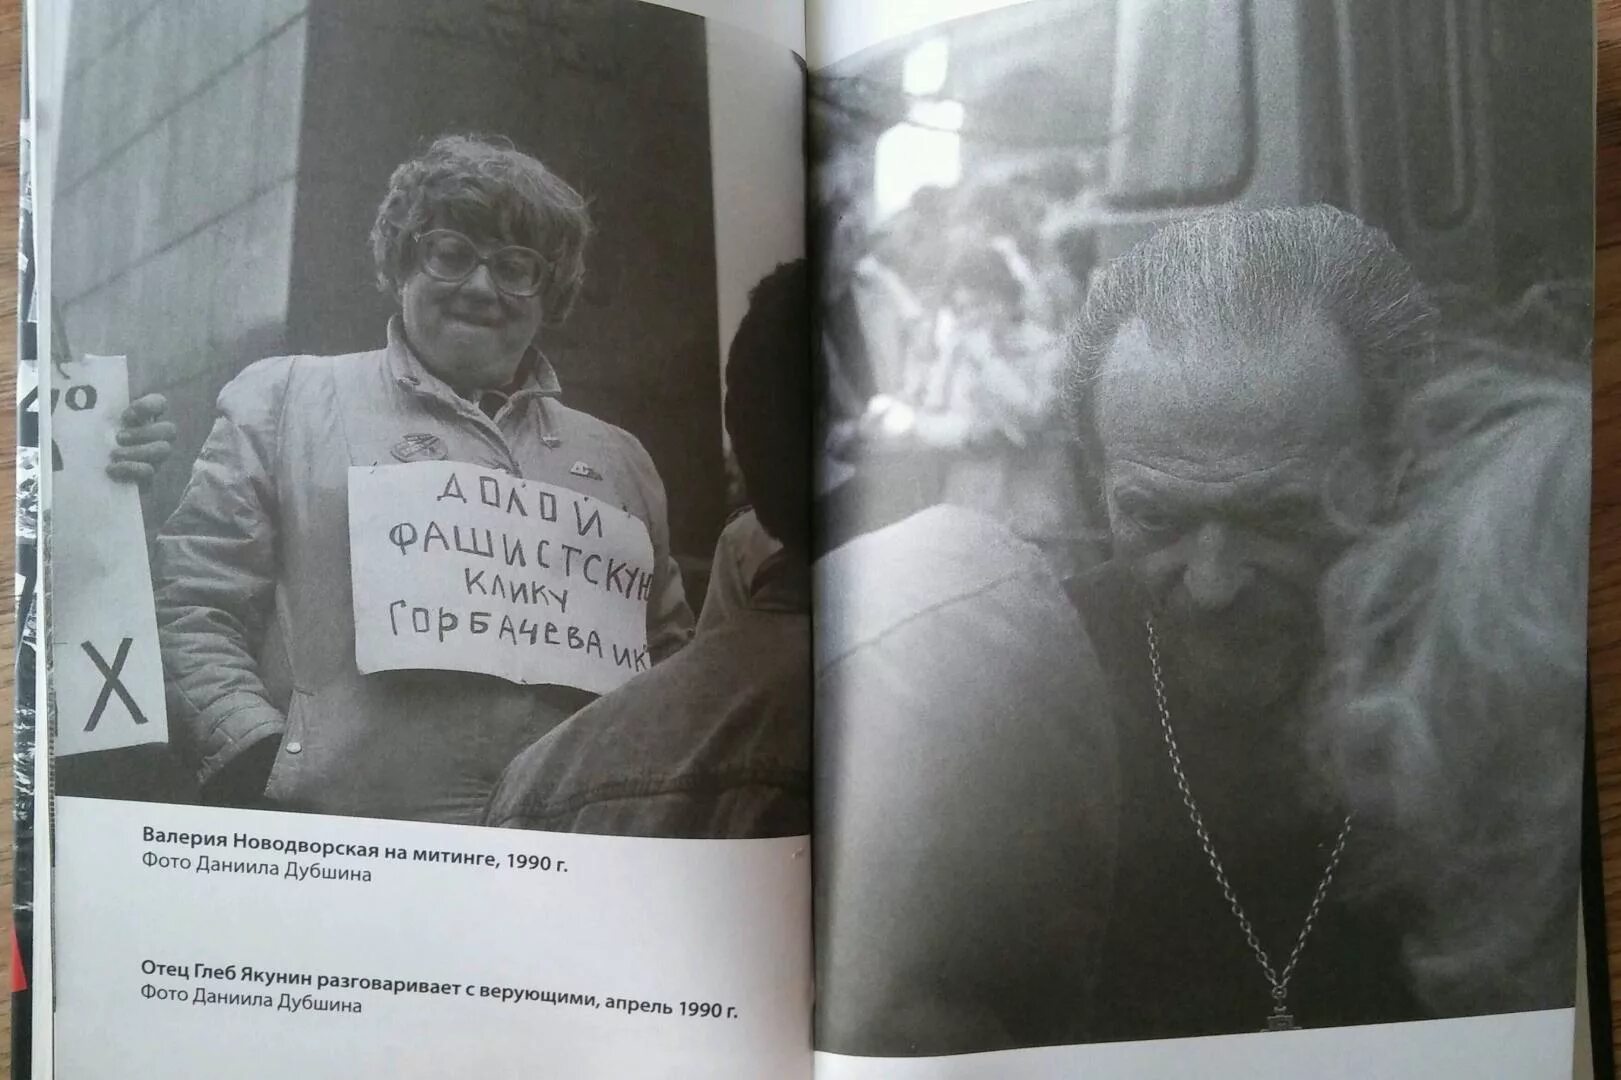 ДОЛОЙ
ФАШИСТСКУЮ
КЛИКУ
ГОРБАЧЕВА И К
го
Х
Валерия Новодворская на митинге, 1990 г.
Фото Даниила Дубшина
Отец Глеб Якунин разговаривает с верующими, апрель 1990 г.
Фото Даниила Дубшина